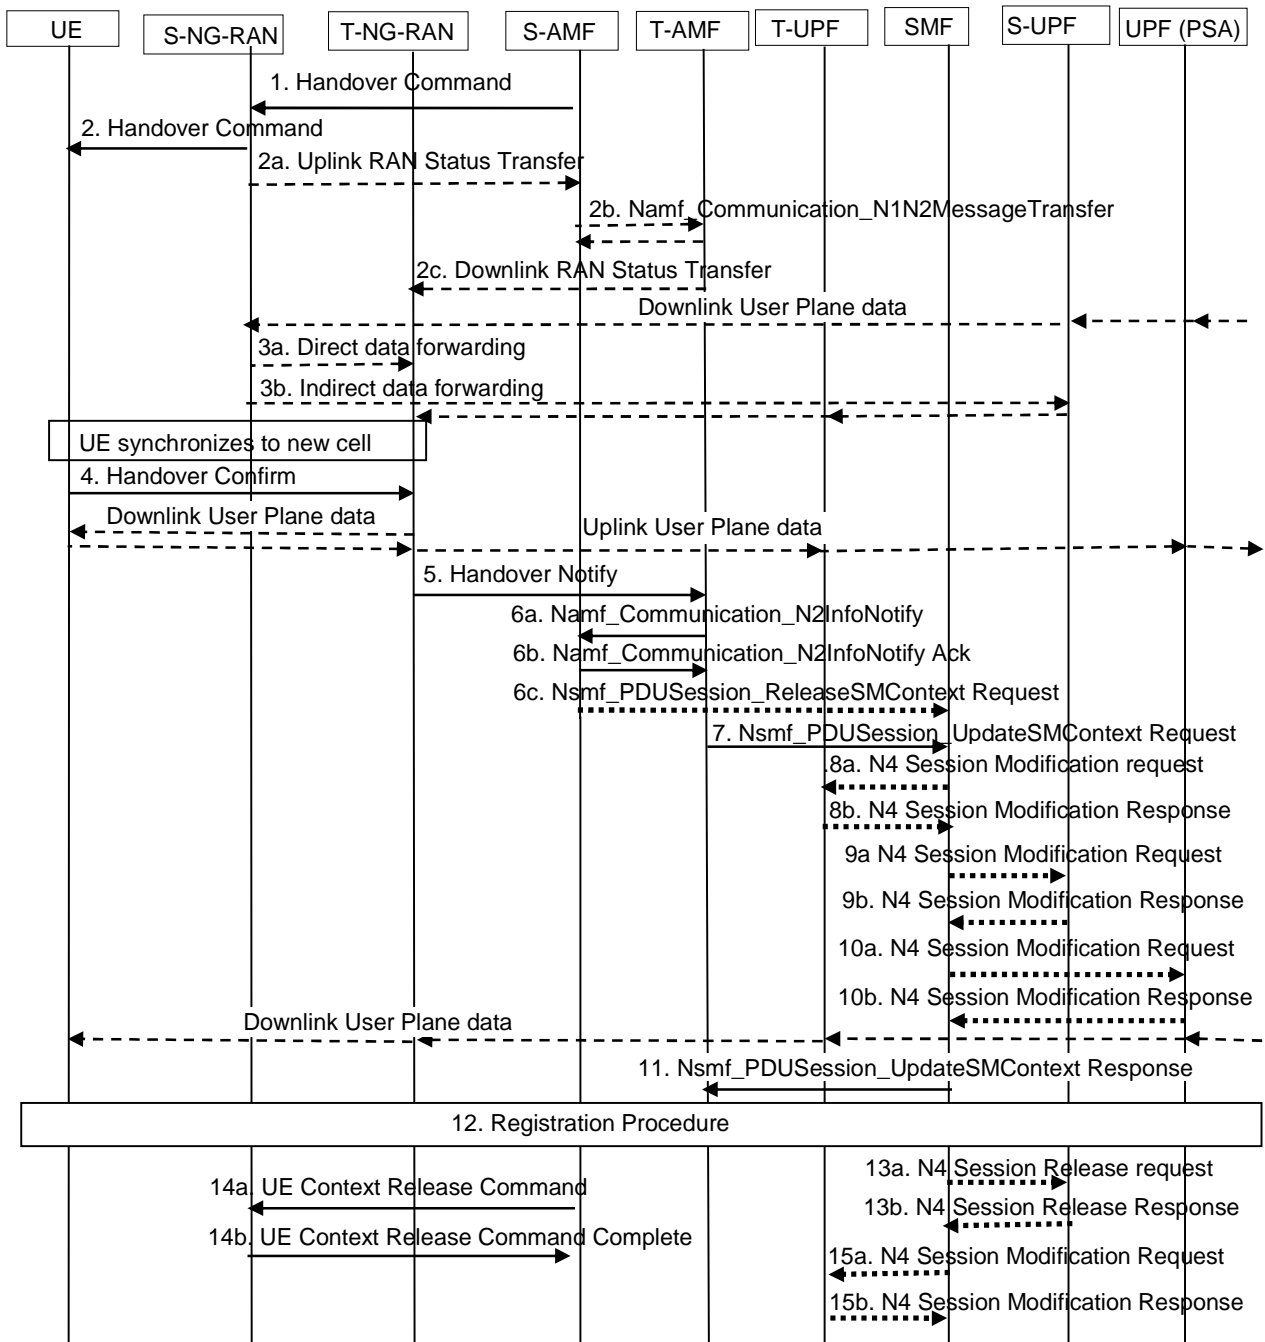 UE
S-NG-RAN
T-NG-RAN
S-AMF
T-AMF
T-UPF
SMF
S-UPF
UPF (PSA)
1. Handover Command
2. Handover Command
2a. Uplink RAN Status Transfer
2b. Namf_Communication_N1N2MessageTransfer
2c. Downlink RAN Status Transfer
Downlink User Plane data
3a. Direct data forwarding
3b. Indirect data forwarding
UE synchronizes to new cell
4. Handover Confirm
Downlink User Plane data
Uplink User Plane data
5. Handover Notify
6a. Namf_Communication_N2InfoNotify
6b. Namf_Communication_N2InfoNotify Ack
6c. Nsmf_PDUSession_ReleaseSMContext Request
7. Nsmf_PDUSession_UpdateSMContext Request
.8a. N4 Session Modification request
8b. N4 Session Modification Response
9a N4 Session Modification Request
9b. N4 Session Modification Response
10a. N4 Session Modification Request
10b. N4 Session Modification Response
Downlink User Plane data
11. Nsmf_PDUSession_UpdateSMContext Response
12. Registration Procedure
13a. N4 Session Release request
14a. UE Context Release Command
13b. N4 Session Release Response
14b. UE Context Release Command Complete
15a. N4 Session Modification Request
15b. N4 Session Modification Response